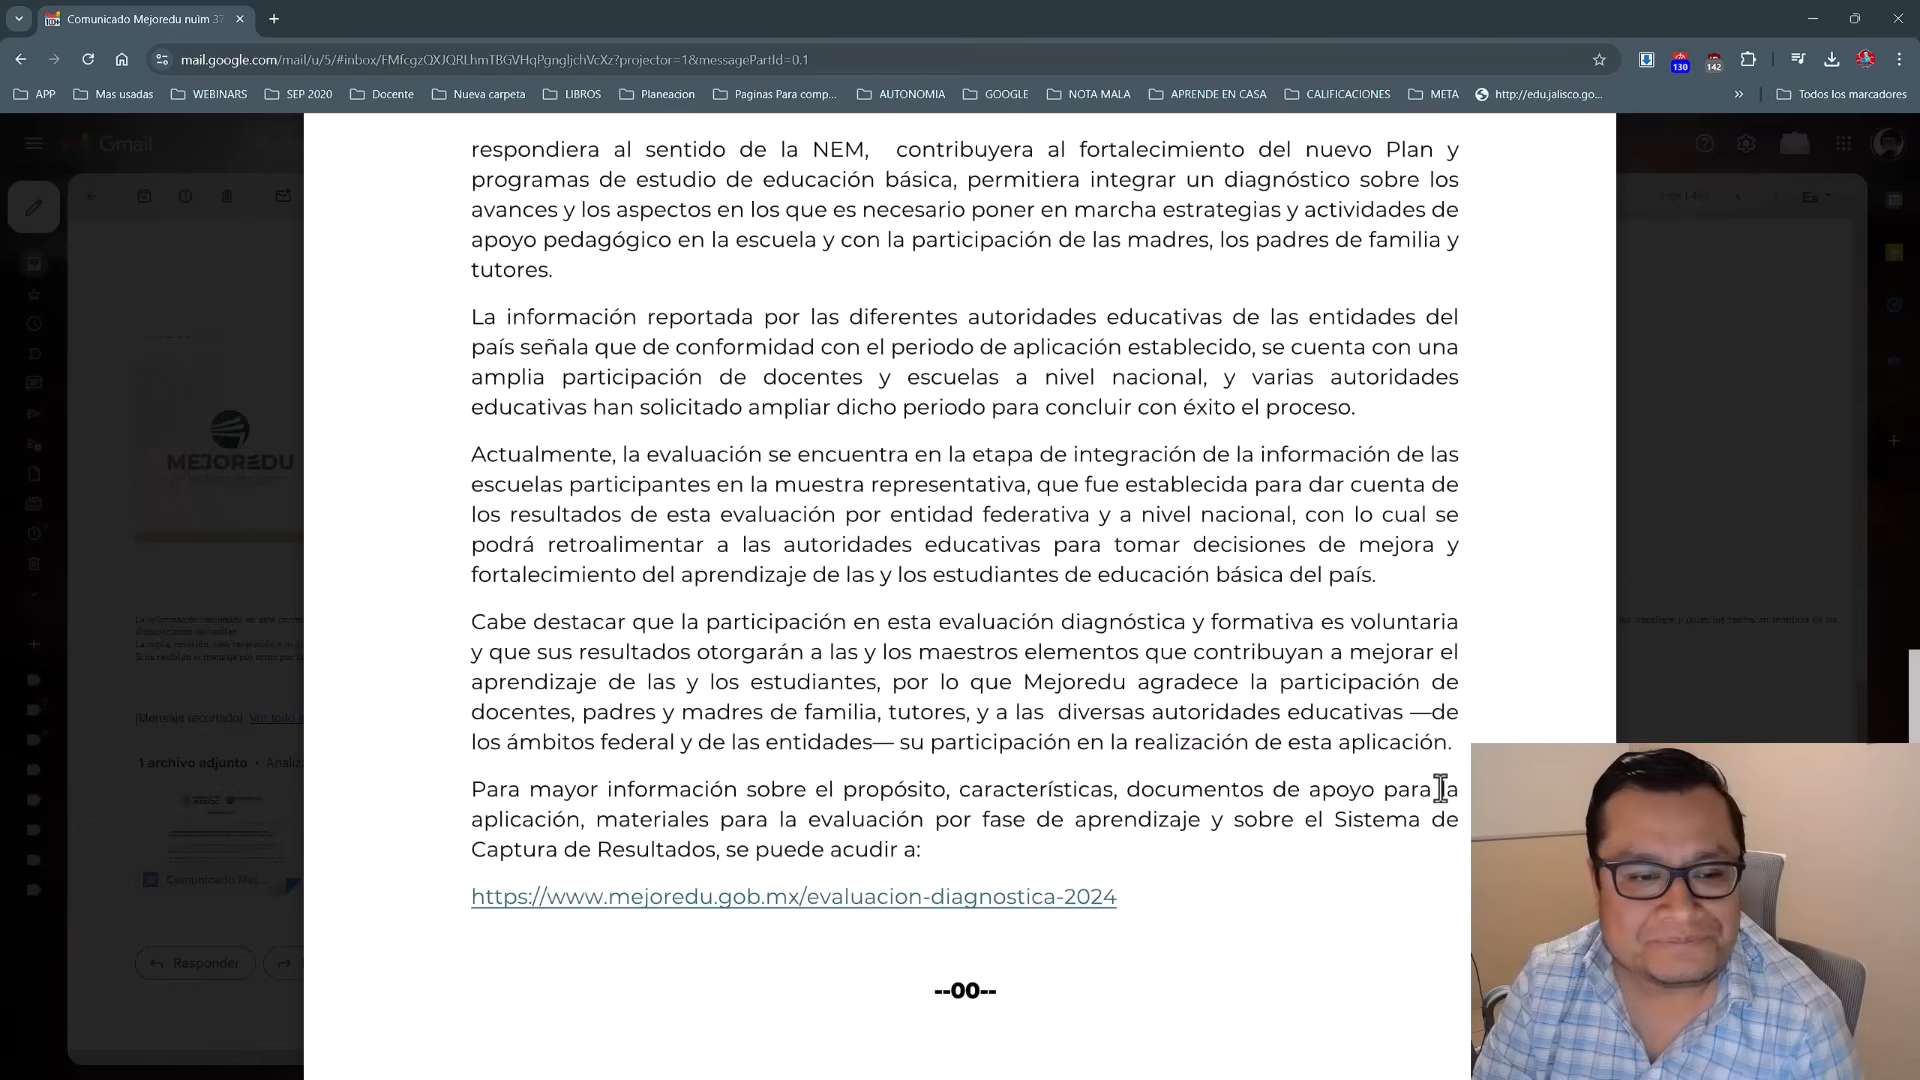 Comunicado Mejoredu nuìm 37
mail.google.com/mail/u/5/#inbox/FMfcgzQXJQRLhmTBGVHqPgngljchVcXz?projector=1&messagePartId=0.1
130
142
APP
Mas usadas
WEBINARS
SEP 2020
Docente
Nueva carpeta
LIBROS
Planeacion
Paginas Para comp...
AUTONOMIA
GOOGLE
NOTA MALA
APRENDE EN CASA
CALIFICACIONES
META
http://edu.jalisco.go...
Todos los marcadores
Gmail
respondiera al sentido de la NEM, contribuyera al fortalecimiento del nuevo Plan y
programas de estudio de educación básica, permitiera integrar un diagnóstico sobre los
avances y los aspectos en los que es necesario poner en marcha estrategias y actividades de
apoyo pedagógico en la escuela y con la participación de las madres, los padres de familia y
tutores.
La información reportada por las diferentes autoridades educativas de las entidades del
país señala que de conformidad con el periodo de aplicación establecido, se cuenta con una
amplia participación de docentes y escuelas a nivel nacional, y varias autoridades
educativas han solicitado ampliar dicho periodo para concluir con éxito el proceso.
Actualmente, la evaluación se encuentra en la etapa de integración de la información de las
escuelas participantes en la muestra representativa, que fue establecida para dar cuenta de
los resultados de esta evaluación por entidad federativa y a nivel nacional, con lo cual se
podrá retroalimentar a las autoridades educativas para tomar decisiones de mejora y
fortalecimiento del aprendizaje de las y los estudiantes de educación básica del país.
Cabe destacar que la participación en esta evaluación diagnóstica y formativa es voluntaria
y que sus resultados otorgarán a las y los maestros elementos que contribuyan a mejorar el
aprendizaje de las y los estudiantes, por lo que Mejoredu agradece la participación de
docentes, padres y madres de familia, tutores, y a las diversas autoridades educativas —de
los ámbitos federal y de las entidades— su participación en la realización de esta aplicación.
Para mayor información sobre el propósito, características, documentos de apoyo para la
aplicación, materiales para la evaluación por fase de aprendizaje y sobre el Sistema de
Captura de Resultados, se puede acudir a:
https://www.mejoredu.gob.mx/evaluacion-diagnostica-2024
--00--
MEJOREDU
[Mensaje recortado] Ver todo
1 archivo adjunto • Analiz
Comunicado Mej...
Responder